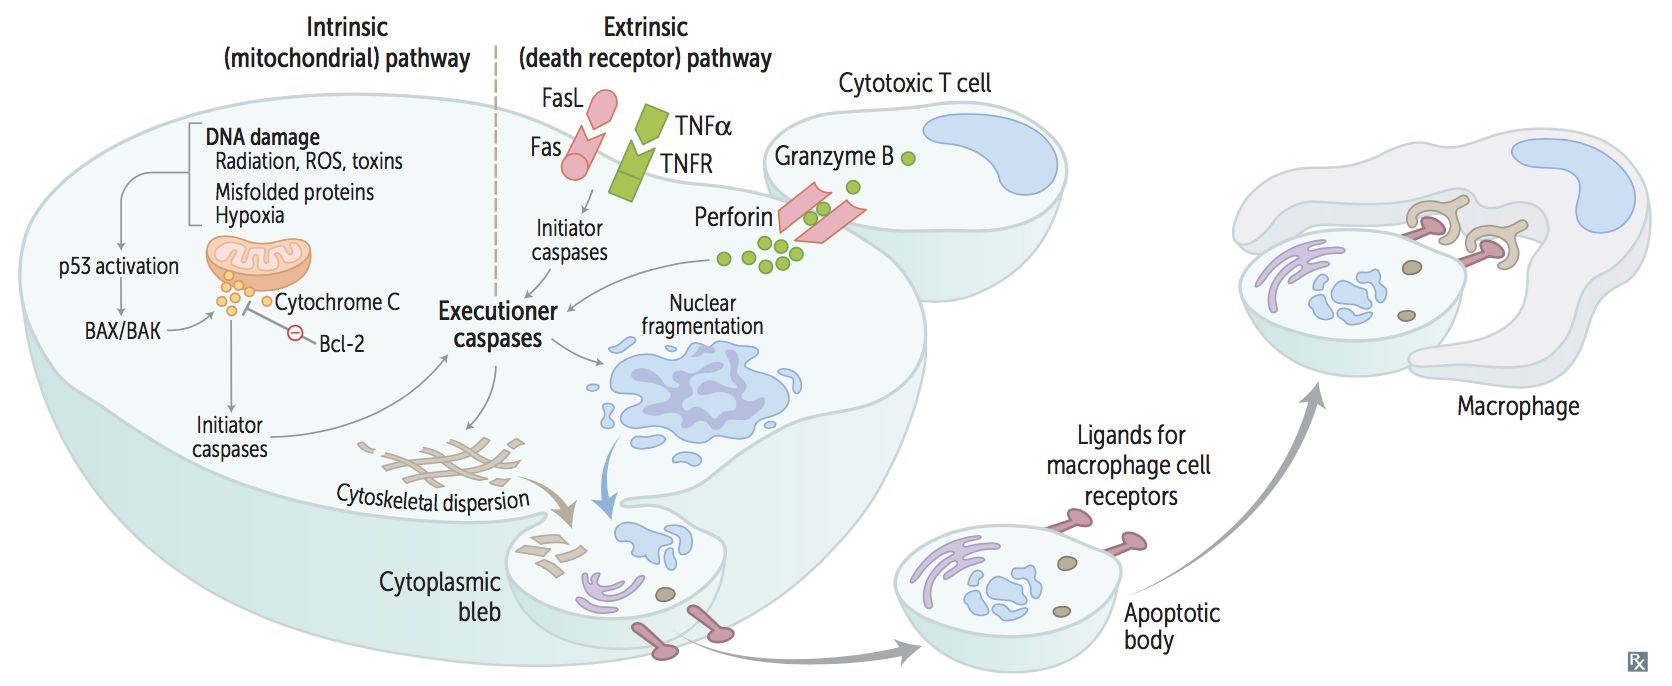 Intrinsic
(mitochondrial) pathway
Extrinsic
(death receptor) pathway
DNA damage
Radiation, ROS, toxins
Misfolded proteins
Hypoxia
p53 activation
BAX/BAK
Cytochrome C
Bcl-2
Initiator
caspases
FasL
Fas
TNFα
TNFR
Initiator
caspases
Cytotoxic T cell
Granzyme B
Perforin
Executioner
caspases
Nuclear
fragmentation
Cytoskeletal dispersion
Cytoplasmic
bleb
Ligands for
macrophage cell
receptors
Apoptotic
body
Macrophage
Rx